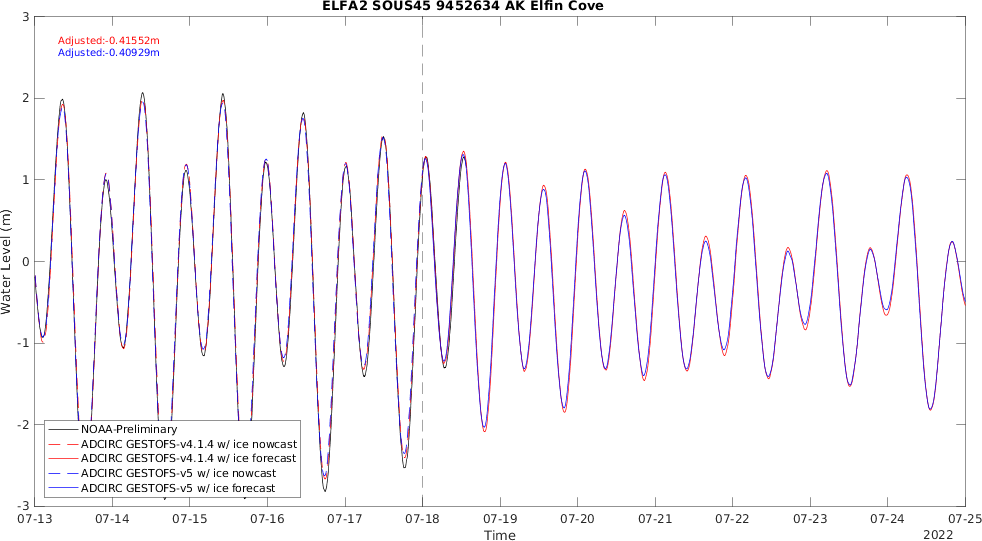 ELFA2 SOUS45 9452634 AK Elfin Cove
Adjusted:-0.41552m
Adjusted:-0.40929m
3
2
1
0
-1
-2
-3
Water Level (m)
NOAA-Preliminary
ADCIRC GESTOFS-v4.1.4 w/ ice nowcast
ADCIRC GESTOFS-v4.1.4 w/ ice forecast
ADCIRC GESTOFS-v5 w/ ice nowcast
ADCIRC GESTOFS-v5 w/ ice forecast
07-13 07-14 07-15 07-16 07-17 07-18 07-19 07-20 07-21 07-22 07-23 07-24 07-25
Time
2022